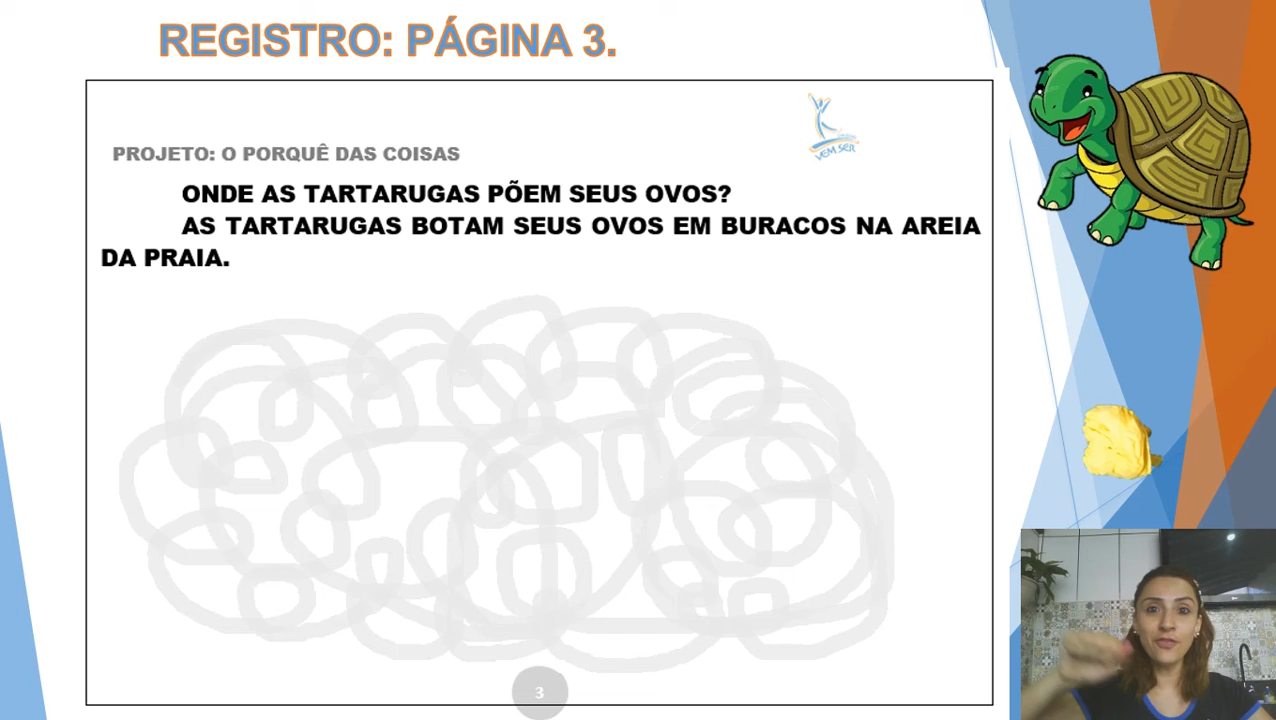 REGISTRO: PÁGINA 3.
VEM SER
PROJETO: O PORQUÊ DAS COISAS
ONDE AS TARTARUGAS PÕEM SEUS OVOS?
AS TARTARUGAS BOTAM SEUS OVOS EM BURACOS NA AREIA
DA PRAIA.
3